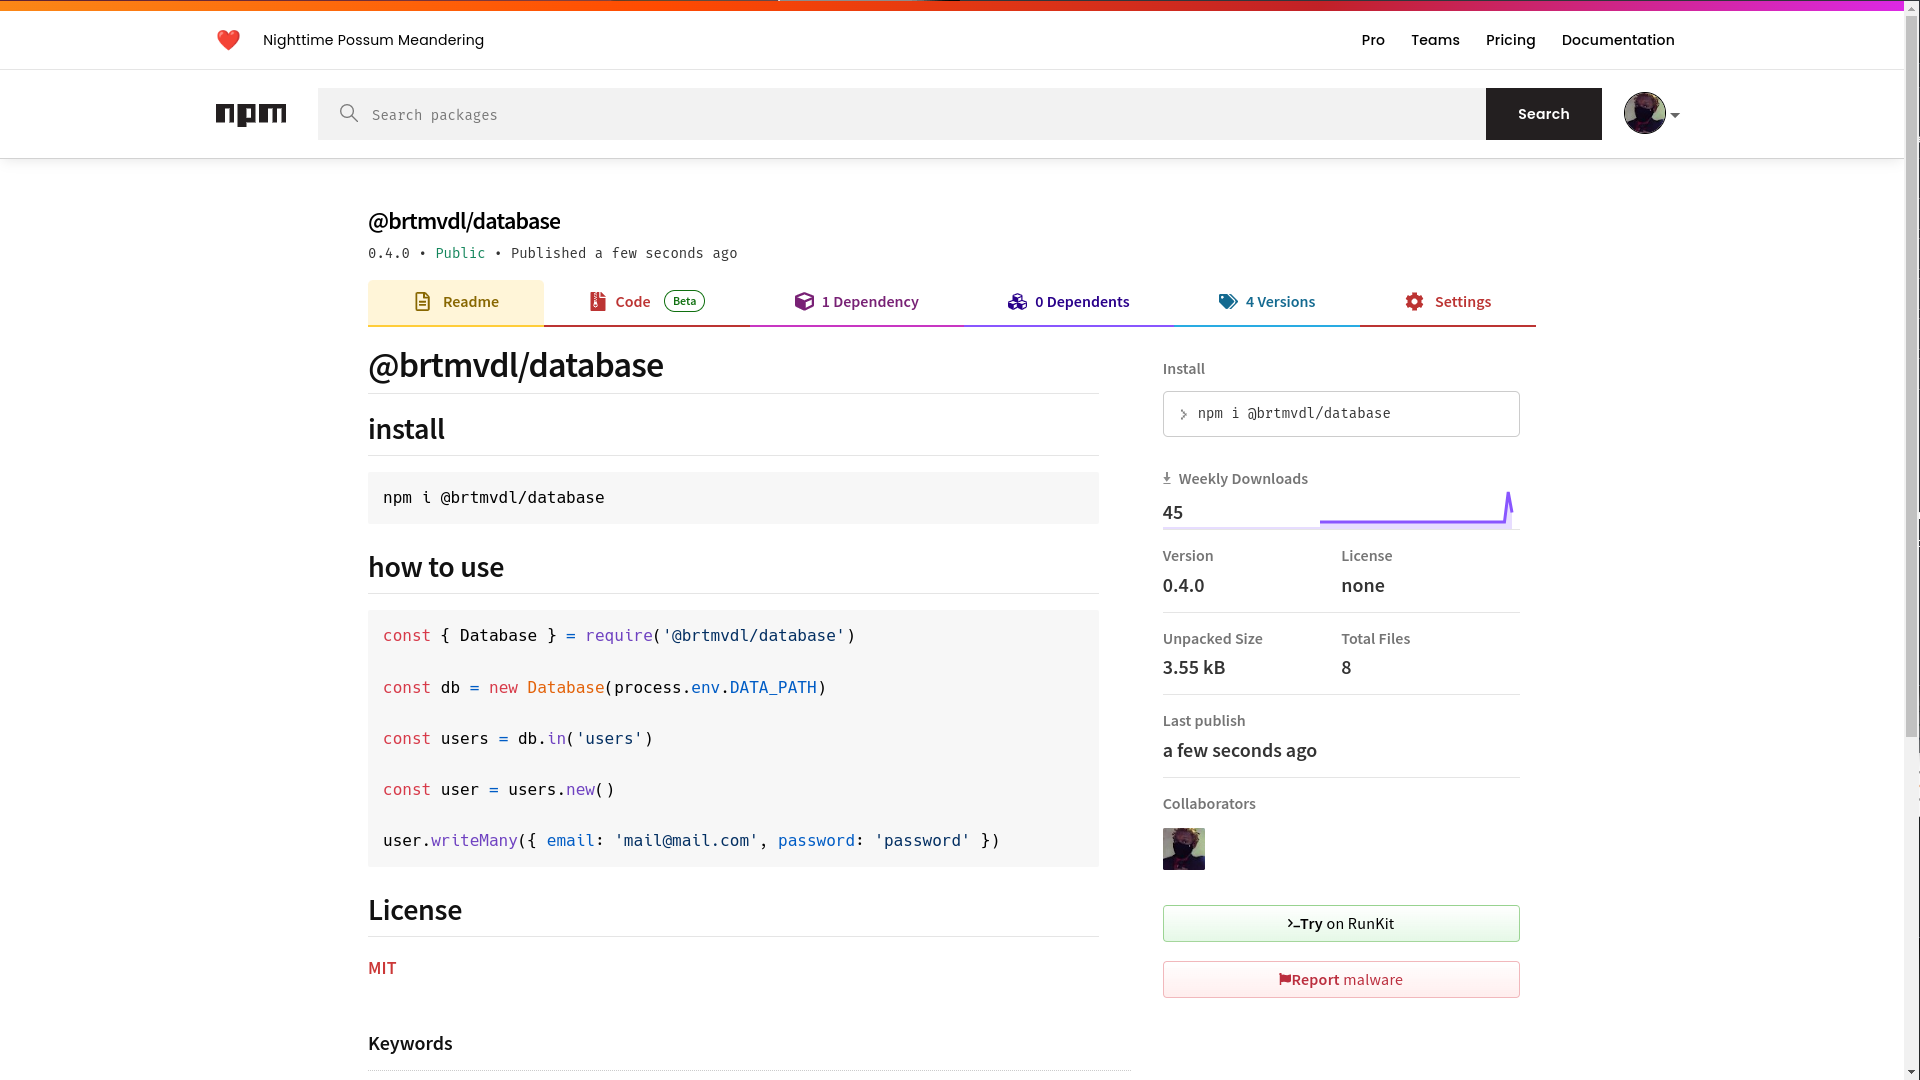 Nighttime Possum Meandering
Pro
Teams
Pricing
Documentation
npm
Search packages
Search
@brtmvdl/database
0.4.0 • Public • Published a few seconds ago
Readme
Code Beta
1 Dependency
0 Dependents
4 Versions
Settings
@brtmvdl/database
install
npm i @brtmvdl/database
how to use
const { Database } = require('@brtmvdl/database')
const db = new Database(process.env.DATA_PATH)
const users = db.in('users')
const user = users.new()
user.writeMany({ email: 'mail@mail.com', password: 'password' })
License
MIT
Keywords
Install
npm i @brtmvdl/database
Weekly Downloads
45
Version
License
0.4.0
none
Unpacked Size
Total Files
3.55 kB
8
Last publish
a few seconds ago
Collaborators
Try on RunKit
Report malware